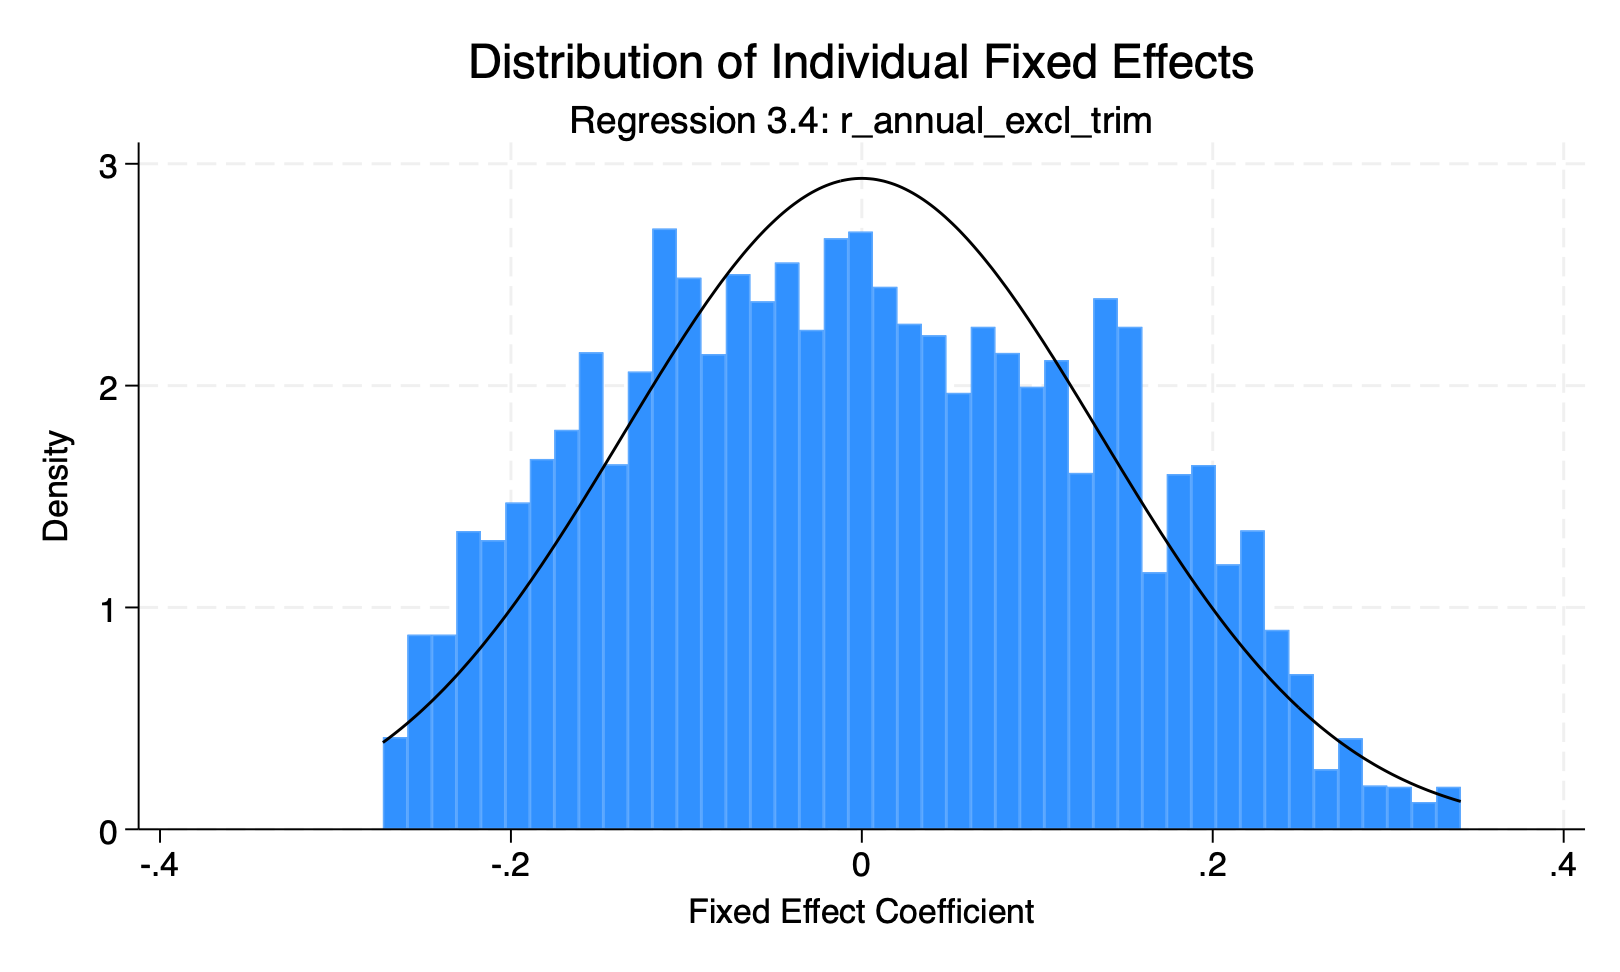 Distribution of Individual Fixed Effects
Regression 3.4: r_annual_excl_trim
3
2
1
0
Density
-.4 -.2 0 .2 .4
Fixed Effect Coefficient